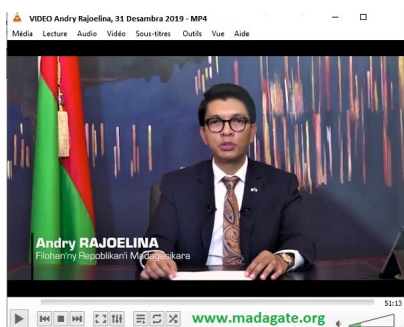 VIDEO Andry Rajoelina, 31 Desambra 2019 - MP4
Média Lecture Audio Vidéo Sous-titres Outils Vue Aide
Andry RAJOELINA
Filohan'ny Repoblikan'i Madagasikara
51:13
www.madagate.org